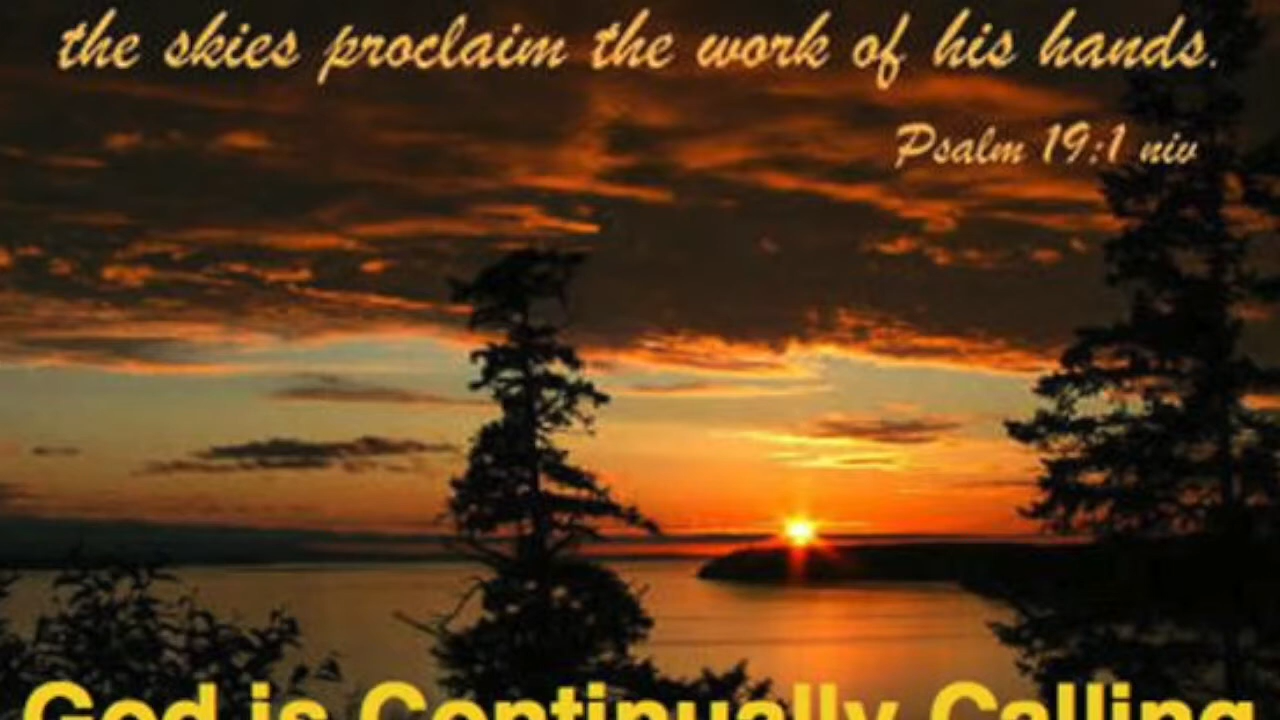 the skies proclaim the work of his hands.
Psalm 19:1 niv
God is Continually Calling